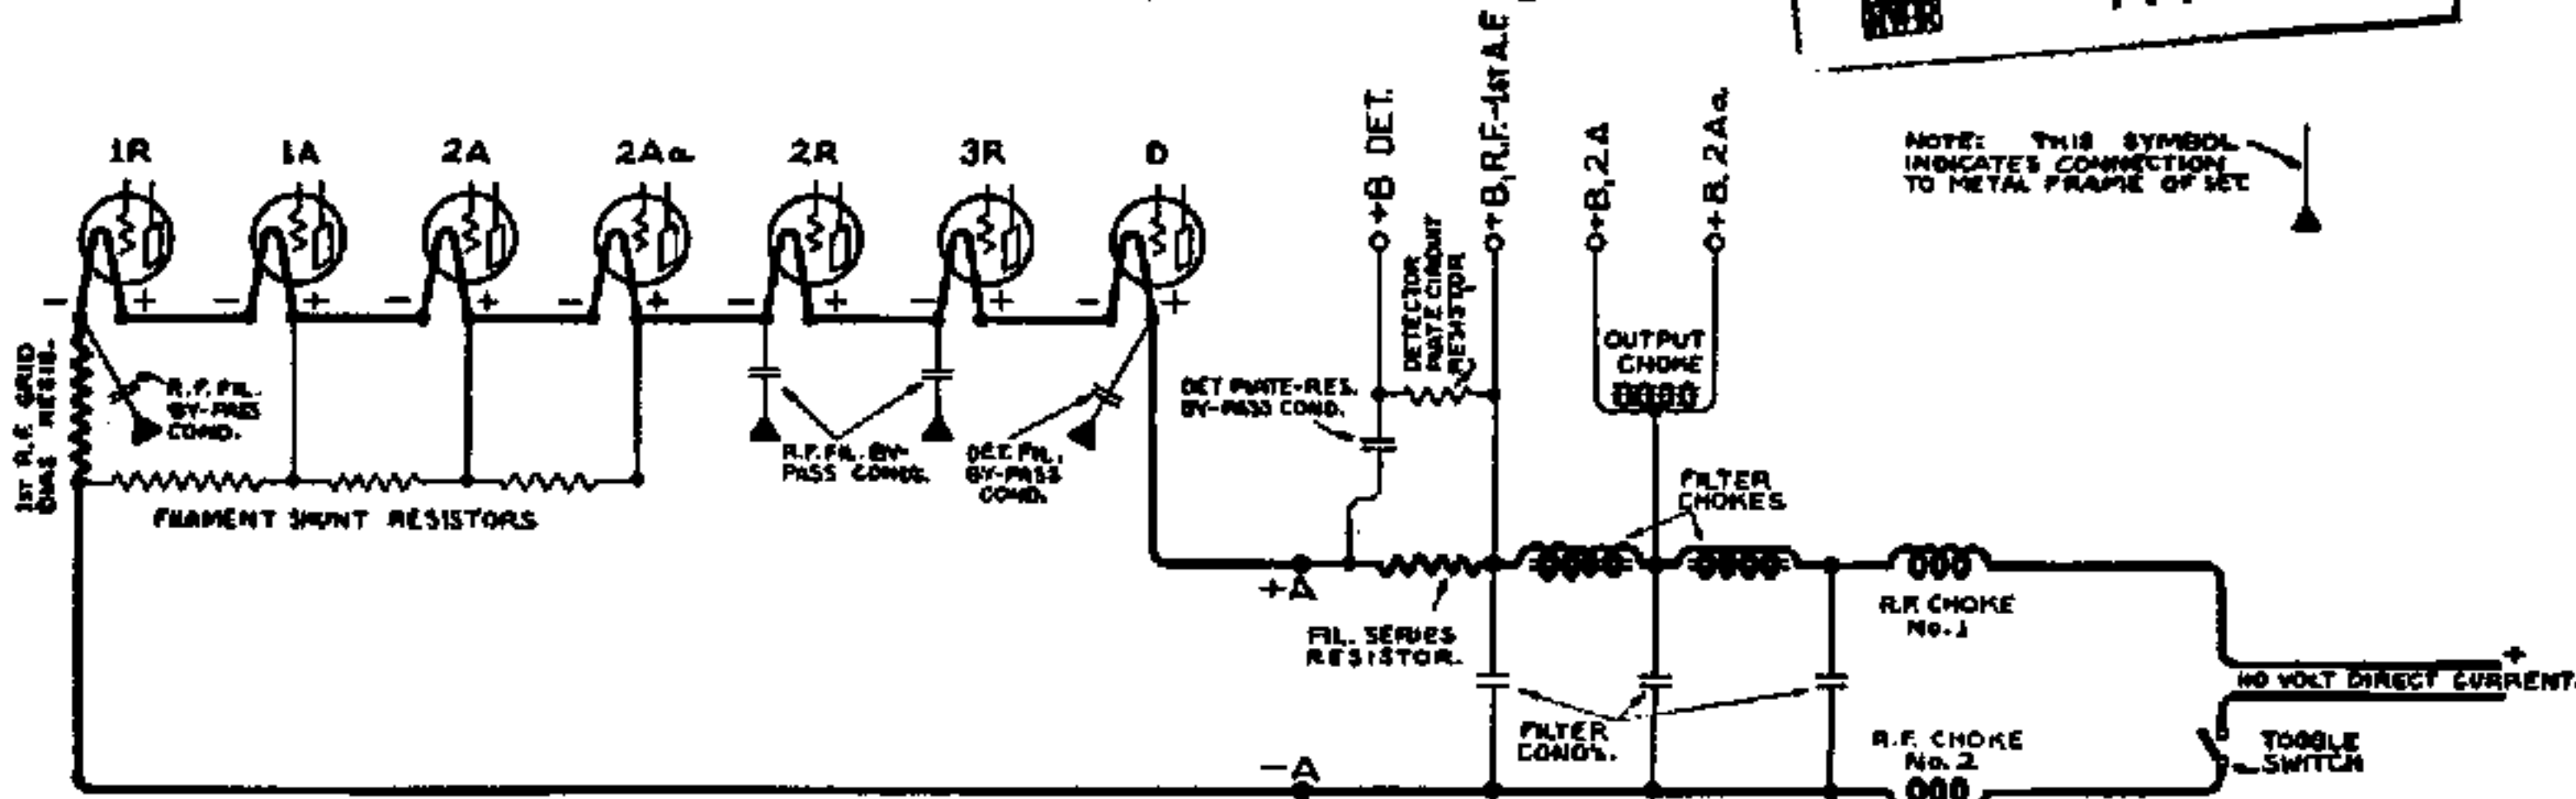 1R
1A
2A
2Aa
2R
3R
D
+B DET.
+B, R.F.-1ST A.F.
+B, 2A
+B, 2Aa
NOTE: THIS SYMBOL
INDICATES CONNECTION
TO METAL FRAME OF SET.
- + - + - + - + - + - + - +
1ST R.F. GRID
BIAS RESIS.
R.F. FIL.
BY-PASS
COND.
R.F. FIL. BY-
PASS CONDS.
DET. FIL.
BY-PASS
COND.
FILAMENT SHUNT RESISTORS
DETECTOR
PLATE CIRCUIT
RESISTOR
DET PLATE-RES.
BY-PASS COND.
OUTPUT
CHOKE
FILTER
CHOKES
+A
FIL. SERIES
RESISTOR.
R.F. CHOKE
No. 1
+
110 VOLT DIRECT CURRENT
FILTER
CONDS.
R.F. CHOKE
No. 2
TOGGLE
SWITCH
-A